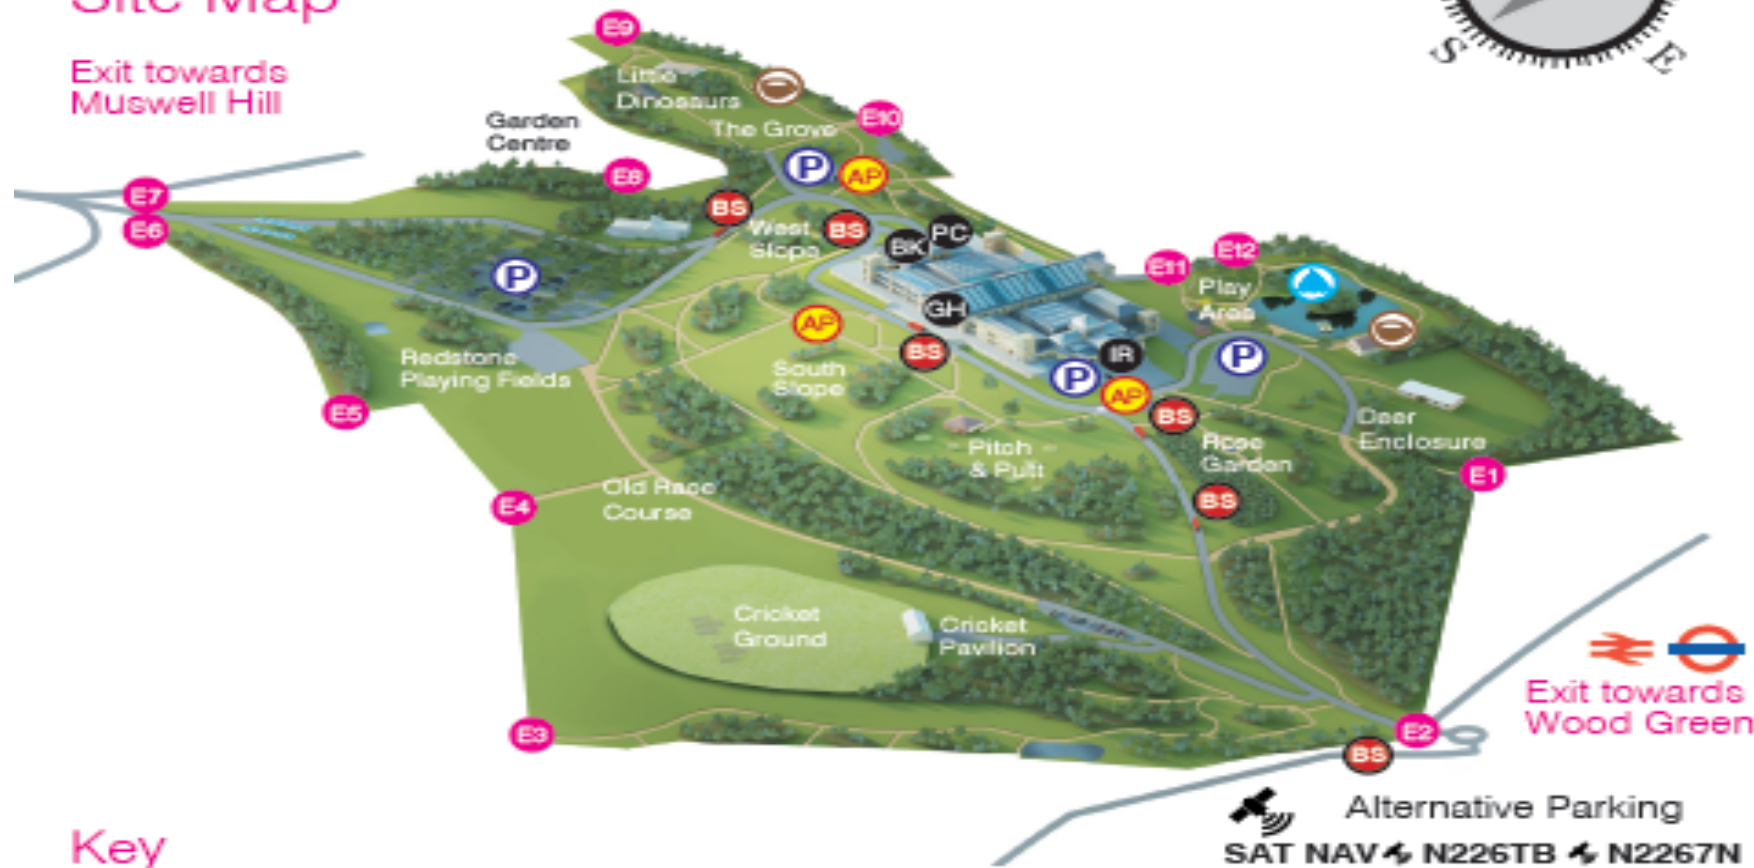 Site Map
S
E
Exit towards
Muswell Hill
E9
Little
Dinosaurs
Garden
Centre
The Grove
E10
P
AP
E8
E7
E6
BS
West
Slope
BS
BK
PC
E11
E12
P
Play
Area
GH
AP
BS
IR
P
P
AP
Redstone
Playing Fields
South
Slope
E5
BS
Deer
Enclosure
Rose
Garden
Pitch
& Putt
E1
Old Race
Course
E4
BS
Cricket
Ground
Cricket
Pavilion
Exit towards
Wood Green
E3
E2
BS
Alternative Parking
SAT NAV N226TB N2267N
Key